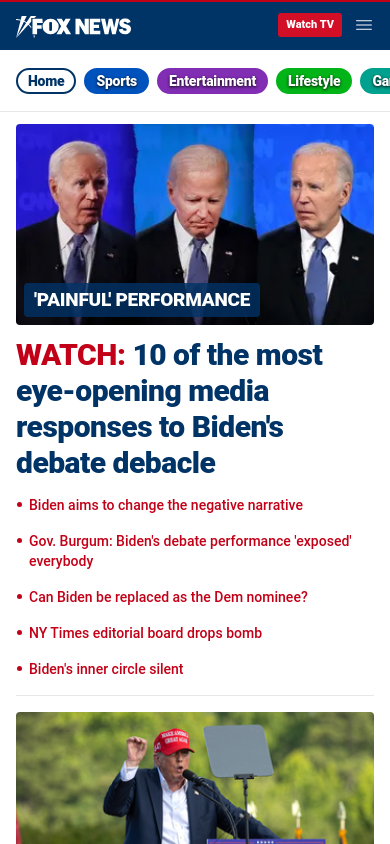 FOX NEWS
Watch TV
Home
Sports
Entertainment
Lifestyle
'PAINFUL' PERFORMANCE
WATCH: 10 of the most
eye-opening media
responses to Biden's
debate debacle
Biden aims to change the negative narrative
Gov. Burgum: Biden's debate performance 'exposed'
everybody
Can Biden be replaced as the Dem nominee?
NY Times editorial board drops bomb
Biden's inner circle silent